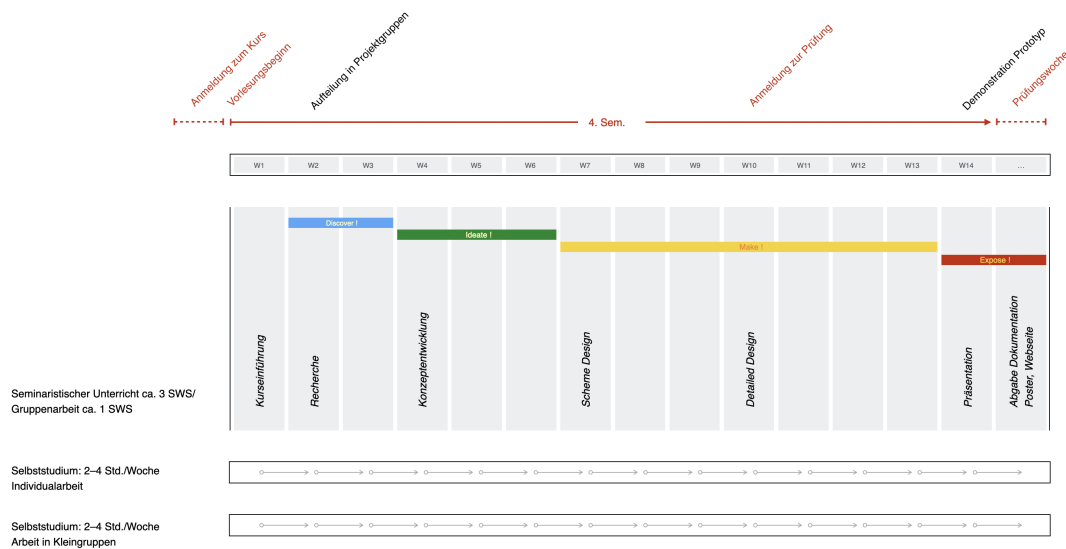 Anmeldung zum Kurs
Vorlesungsbeginn
Aufteilung in Projektgruppen
Anmeldung zur Prüfung
Demonstration Prototyp
Prüfungswoche
4. Sem.
W1 W2 W3 W4 W5 W6 W7 W8 W9 W10 W11 W12 W13 W14 ...
Discover !
Ideate !
Make !
Expose !
Kurseinführung
Recherche
Konzeptentwicklung
Scheme Design
Detailed Design
Präsentation
Abgabe Dokumentation
Poster, Webseite
Seminaristischer Unterricht ca. 3 SWS/
Gruppenarbeit ca. 1 SWS
Selbststudium: 2–4 Std./Woche
Individualarbeit
Selbststudium: 2–4 Std./Woche
Arbeit in Kleingruppen